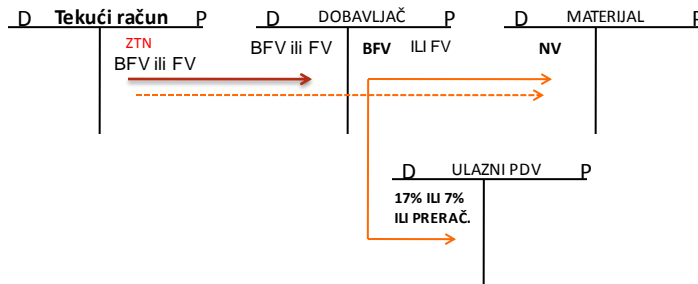 D Tekući račun P
ZTN
BFV ili FV
D DOBAVLJAČ P
BFV ili FV BFV ILI FV
D MATERIJAL P
NV
D ULAZNI PDV P
17% ILI 7%
ILI PRERAČ.